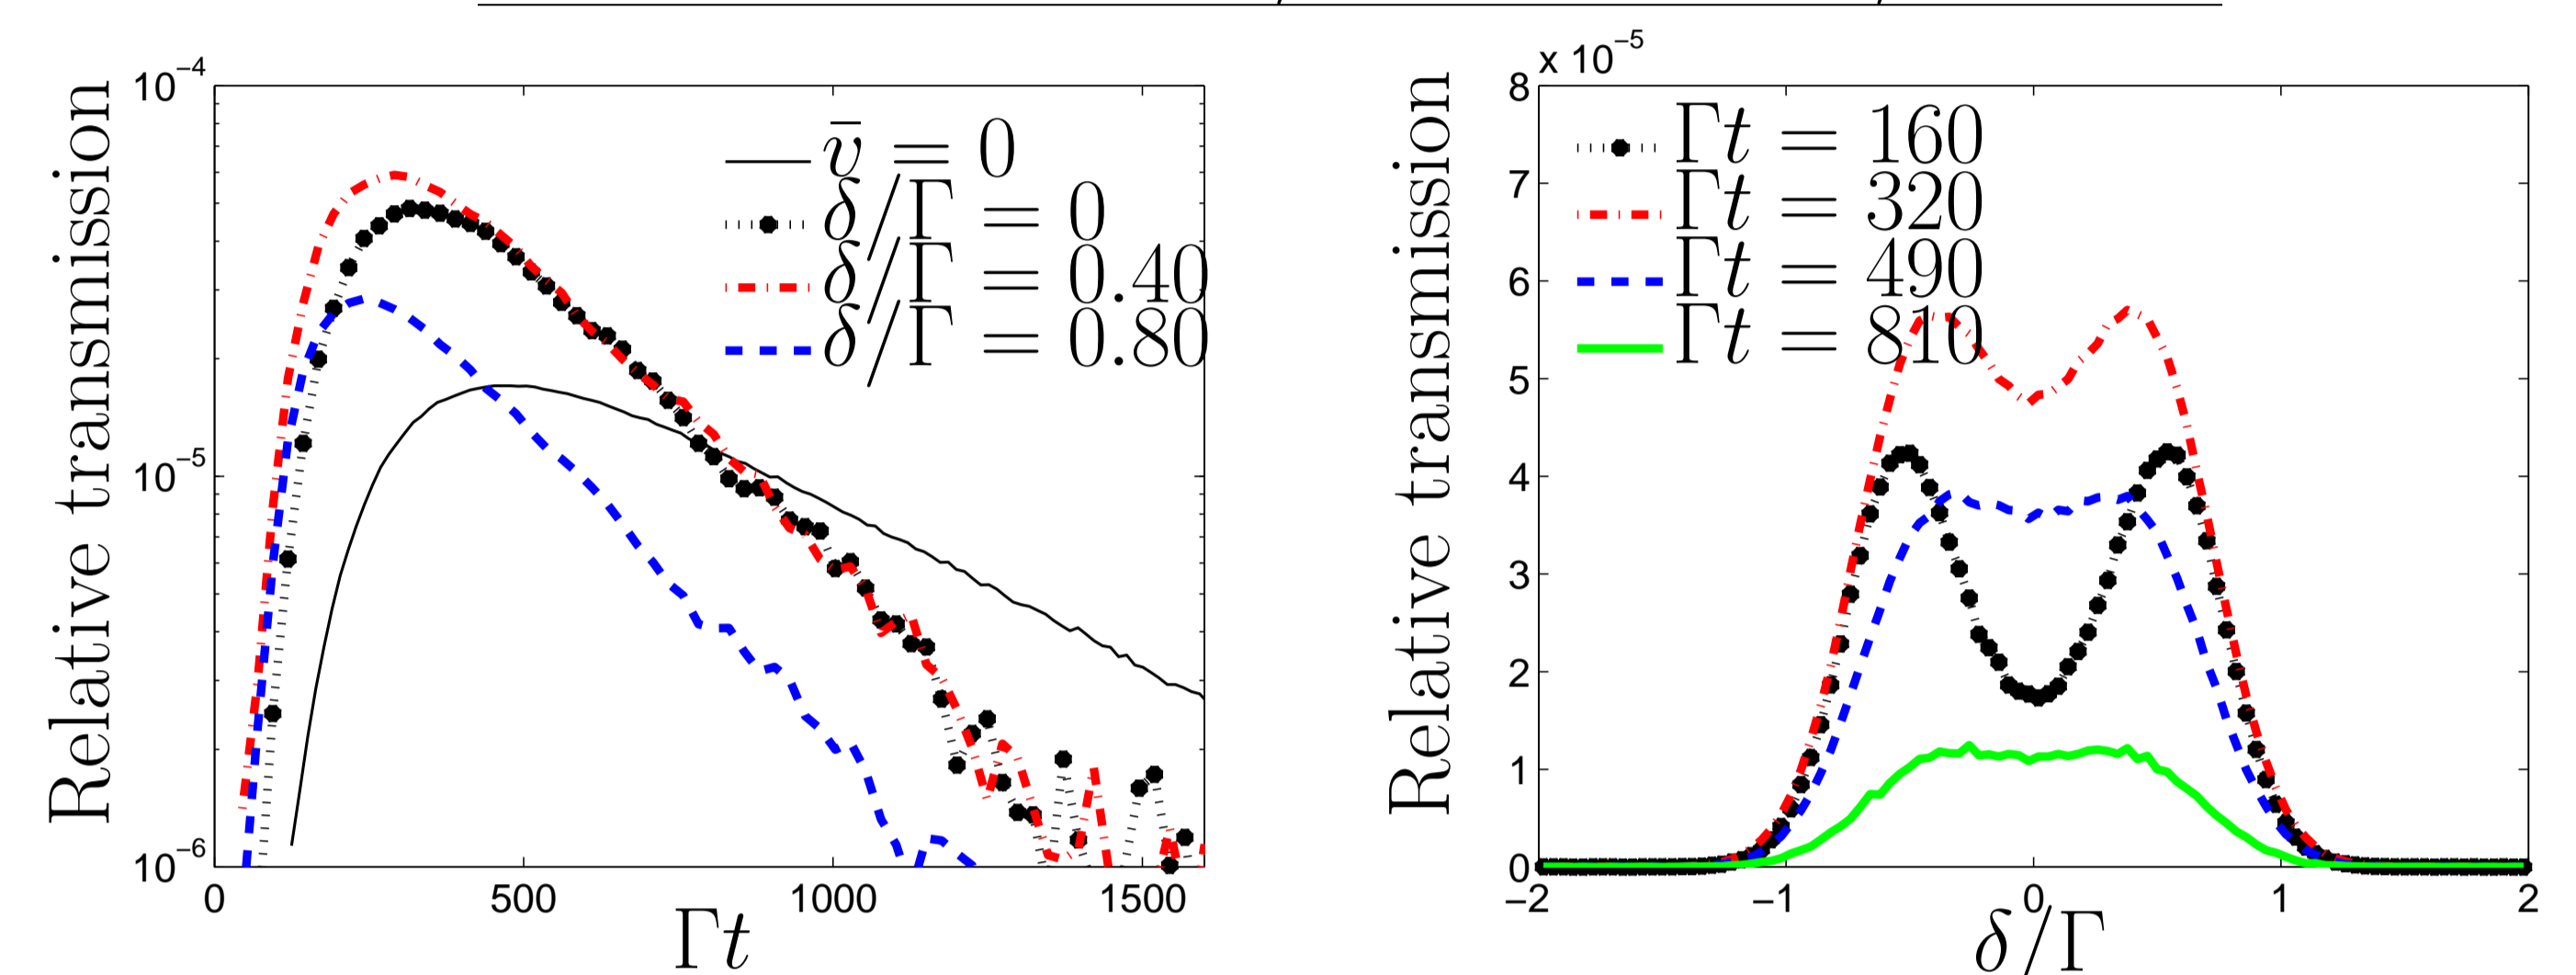 Relative transmission
10⁻⁴
10⁻⁵
10⁻⁶
0
500
1000
1500
Γt
v̄ = 0
δ/Γ = 0
δ/Γ = 0.40
δ/Γ = 0.80
Relative transmission
x 10⁻⁵
8
7
6
5
4
3
2
1
0
−2
−1
0
1
2
δ/Γ
Γt = 160
Γt = 320
Γt = 490
Γt = 810